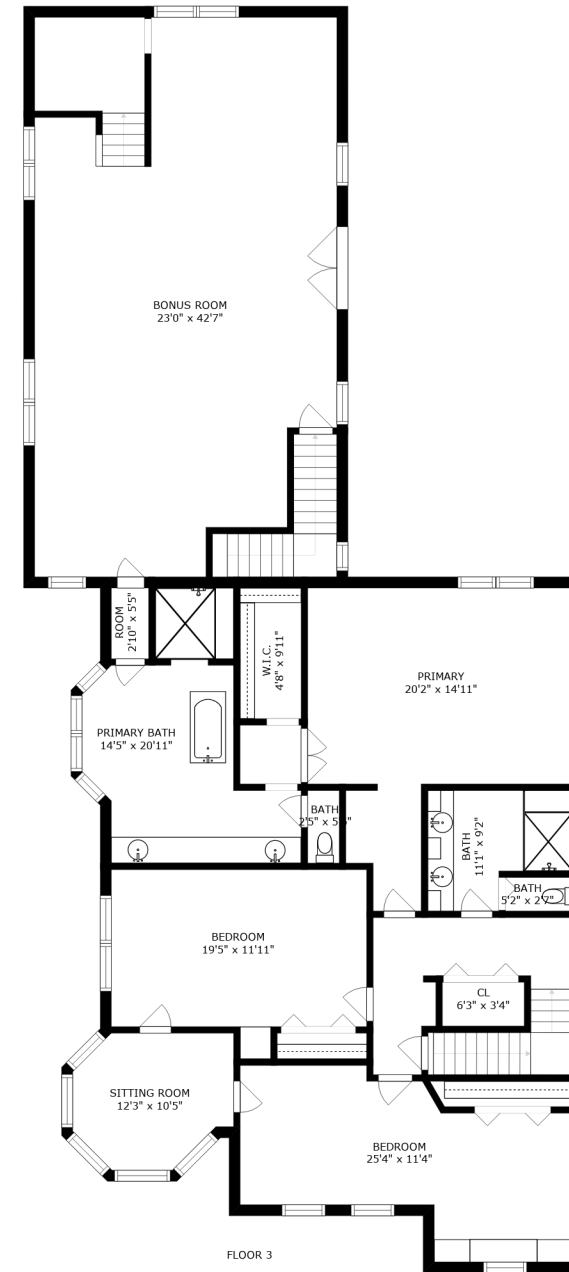 BONUS ROOM
23'0" x 42'7"
ROOM
2'10" x 5'5"
W.I.C.
4'8" x 9'11"
PRIMARY
20'2" x 14'11"
PRIMARY BATH
14'5" x 20'11"
BATH
2'5" x
BATH
11'1" x 9'2"
BATH
5'2" x 2'7"
BEDROOM
19'5" x 11'11"
CL
6'3" x 3'4"
SITTING ROOM
12'3" x 10'5"
BEDROOM
25'4" x 11'4"
FLOOR 3